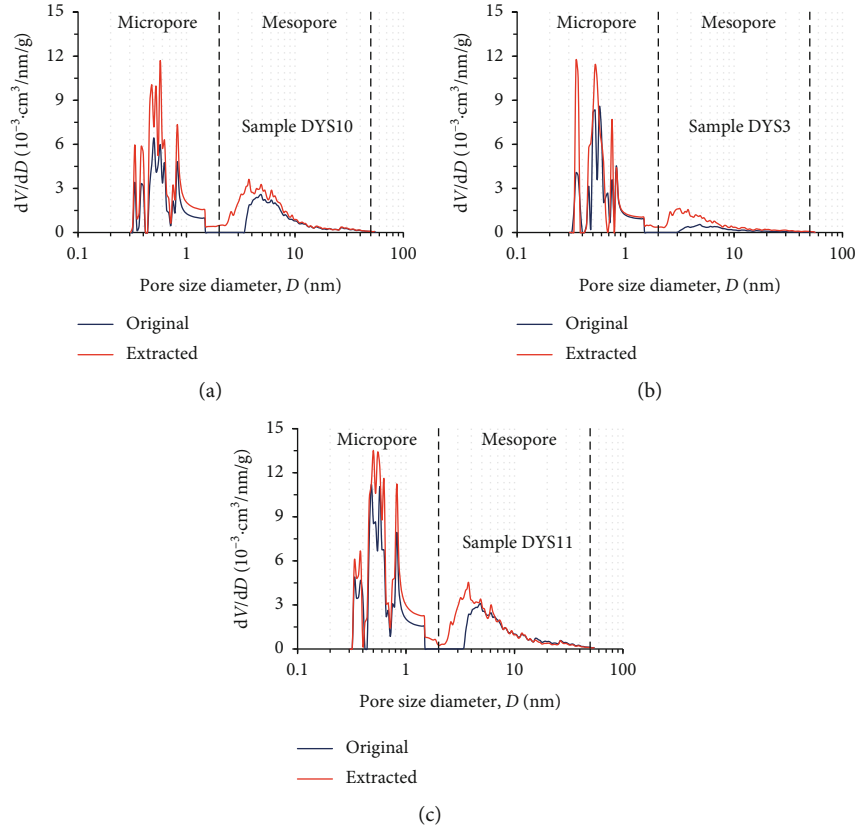 15
Micropore
Mesopore
12
9
6
3
0
Sample DYS10
dV/dD (10⁻³·cm³/nm/g)
0.1
1
10
100
Pore size diameter, D (nm)
Original
Extracted
(a)
15
Micropore
Mesopore
12
9
6
3
0
Sample DYS3
dV/dD (10⁻³·cm³/nm/g)
0.1
1
10
100
Pore size diameter, D (nm)
Original
Extracted
(b)
15
Micropore
Mesopore
12
9
6
3
0
Sample DYS11
dV/dD (10⁻³·cm³/nm/g)
0.1
1
10
100
Pore size diameter, D (nm)
Original
Extracted
(c)